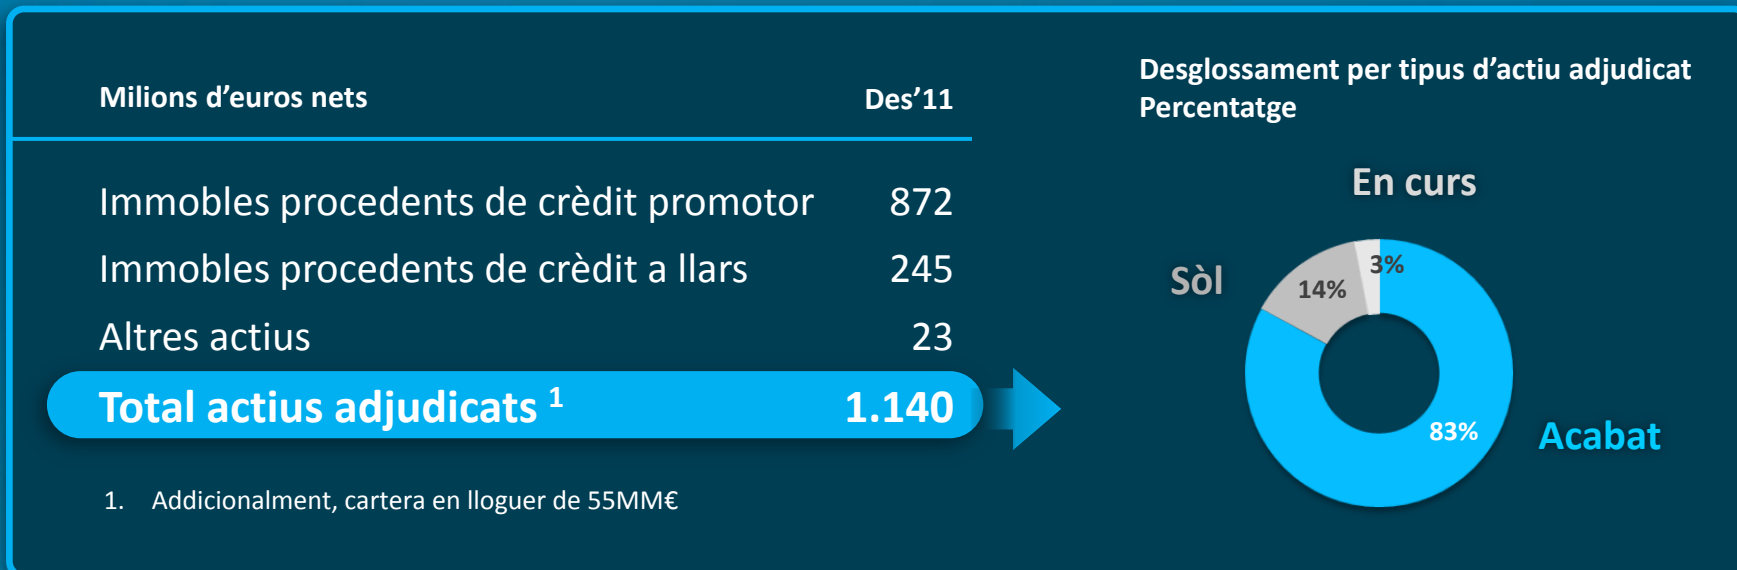 Milions d’euros nets Des’11
Immobles procedents de crèdit promotor 872
Immobles procedents de crèdit a llars 245
Altres actius 23
Total actius adjudicats 1 1.140
1. Addicionalment, cartera en lloguer de 55MM€
Desglossament per tipus d’actiu adjudicat
Percentatge
En curs
3%
Sòl
14%
83%
Acabat